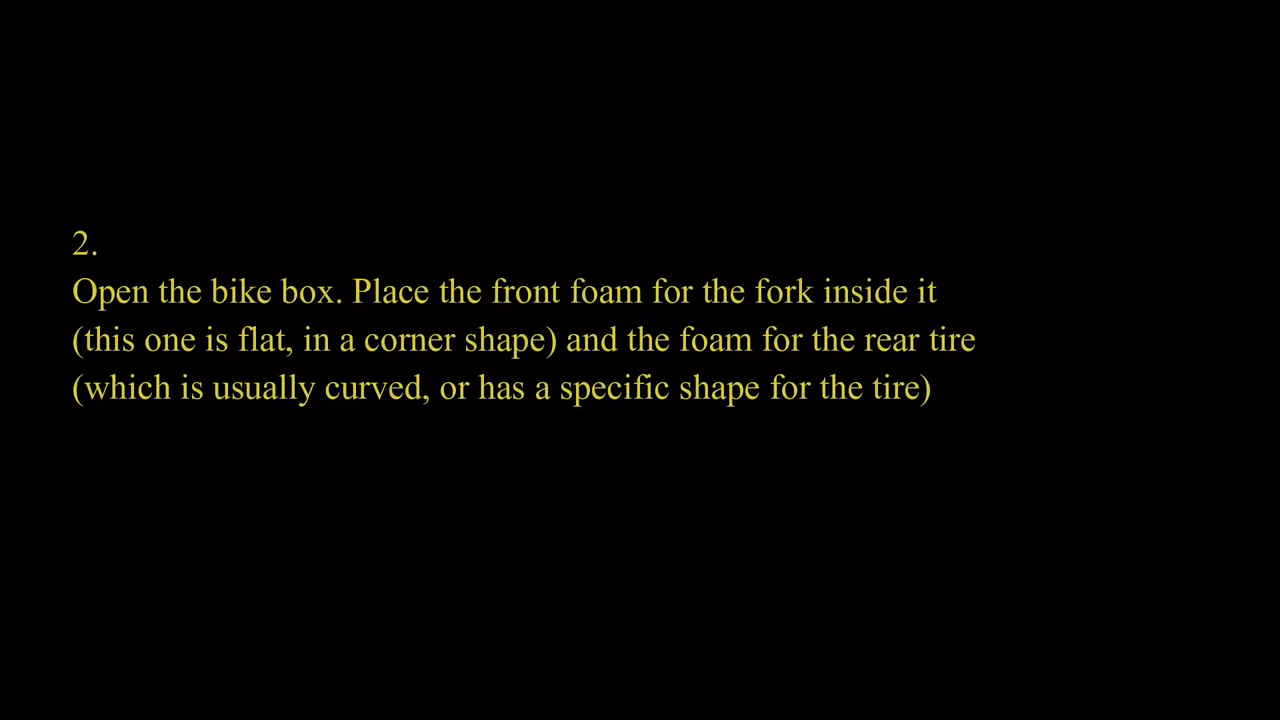 2.
Open the bike box. Place the front foam for the fork inside it
(this one is flat, in a corner shape) and the foam for the rear tire
(which is usually curved, or has a specific shape for the tire)